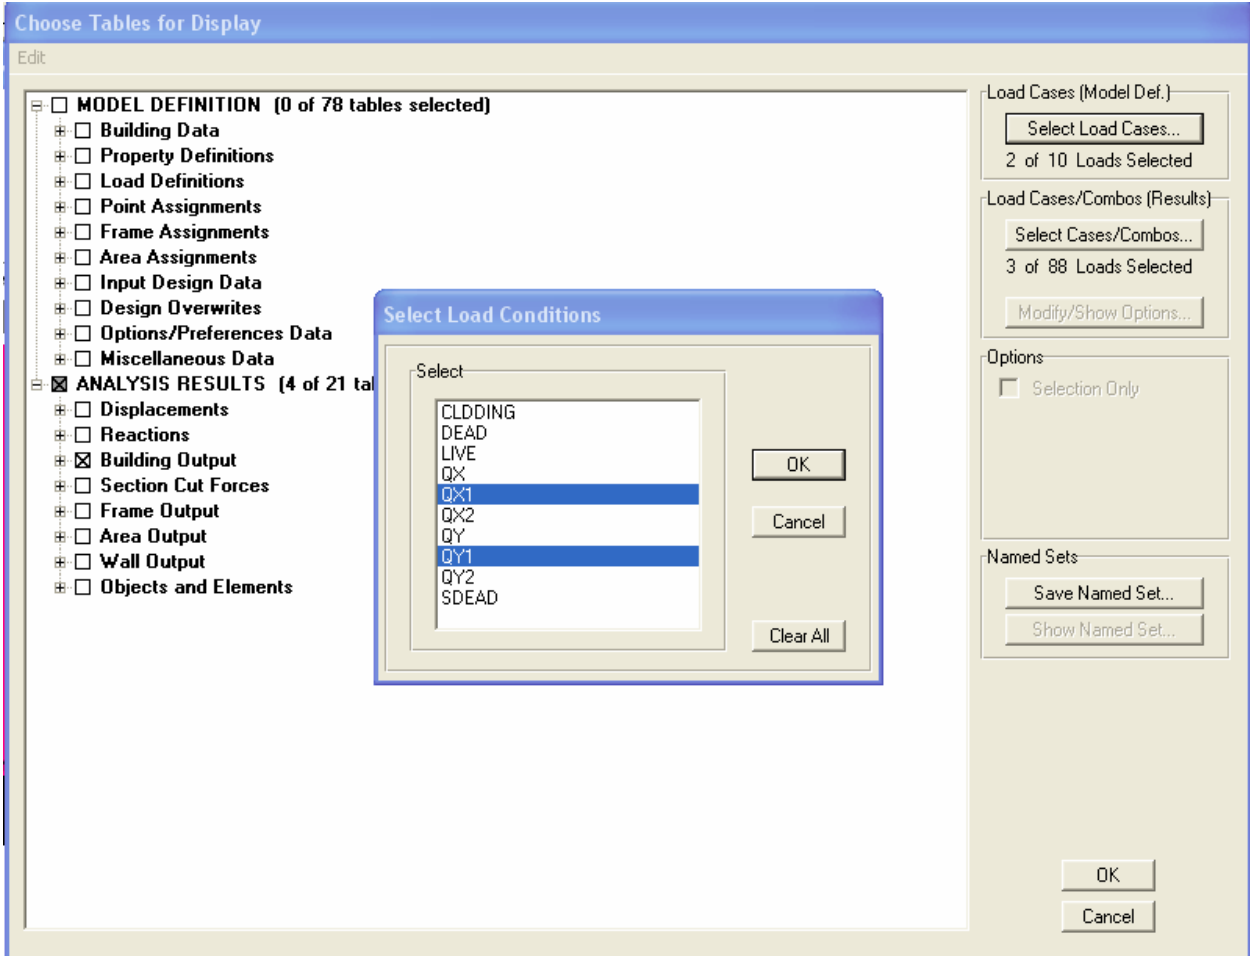 Choose Tables for Display
Edit
MODEL DEFINITION (0 of 78 tables selected)
Building Data
Property Definitions
Load Definitions
Point Assignments
Frame Assignments
Area Assignments
Input Design Data
Design Overwrites
Options/Preferences Data
Miscellaneous Data
ANALYSIS RESULTS (4 of 21 tal
Displacements
Reactions
Building Output
Section Cut Forces
Frame Output
Area Output
Wall Output
Objects and Elements
Select Load Conditions
Select
CLDDING
DEAD
LIVE
QX
QX1
QX2
QY
QY1
QY2
SDEAD
OK
Cancel
Clear All
Load Cases (Model Def.)
Select Load Cases...
2 of 10 Loads Selected
Load Cases/Combos (Results)
Select Cases/Combos...
3 of 88 Loads Selected
Modify/Show Options...
Options
Selection Only
Named Sets
Save Named Set...
Show Named Set...
OK
Cancel